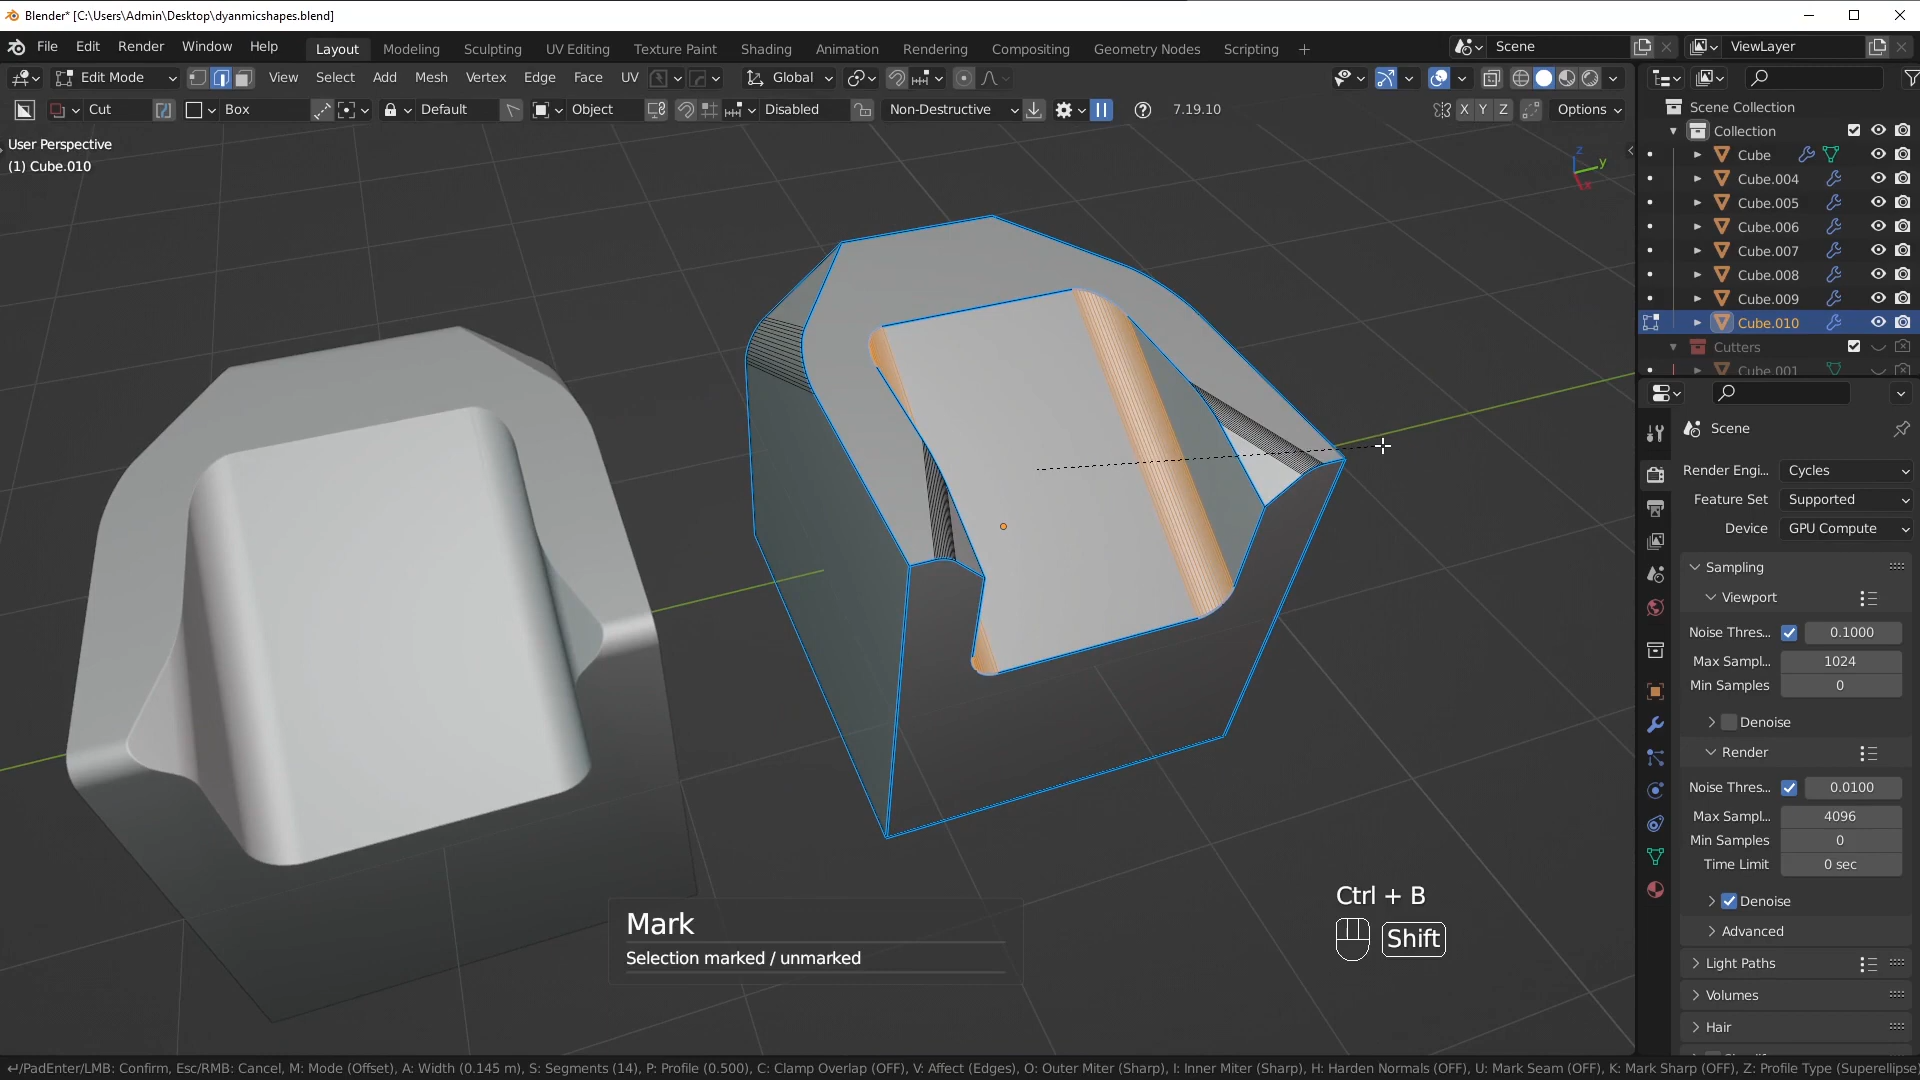 Blender* [C:\Users\Admin\Desktop\dyanmicshapes.blend]
File Edit Render Window Help Layout Modeling Sculpting UV Editing Texture Paint Shading Animation Rendering Compositing Geometry Nodes Scripting + Scene ViewLayer
Edit Mode View Select Add Mesh Vertex Edge Face UV Global
Cut Box Default Object Disabled Non-Destructive 7.19.10 X Y Z Options
User Perspective
(1) Cube.010
z
y
x
Scene Collection
Collection
Cube
Cube.004
Cube.005
Cube.006
Cube.007
Cube.008
Cube.009
Cube.010
Cutters
Cube.001
Scene
Render Engi... Cycles
Feature Set Supported
Device GPU Compute
Sampling
Viewport
Noise Thres... 0.1000
Max Sampl... 1024
Min Samples 0
Denoise
Render
Noise Thres... 0.0100
Max Sampl... 4096
Min Samples 0
Time Limit 0 sec
Denoise
Advanced
Light Paths
Volumes
Hair
Mark
Selection marked / unmarked
Ctrl + B
Shift
↵/PadEnter/LMB: Confirm, Esc/RMB: Cancel, M: Mode (Offset), A: Width (0.145 m), S: Segments (14), P: Profile (0.500), C: Clamp Overlap (OFF), V: Affect (Edges), O: Outer Miter (Sharp), I: Inner Miter (Sharp), H: Harden Normals (OFF), U: Mark Seam (OFF), K: Mark Sharp (OFF), Z: Profile Type (Superellipse